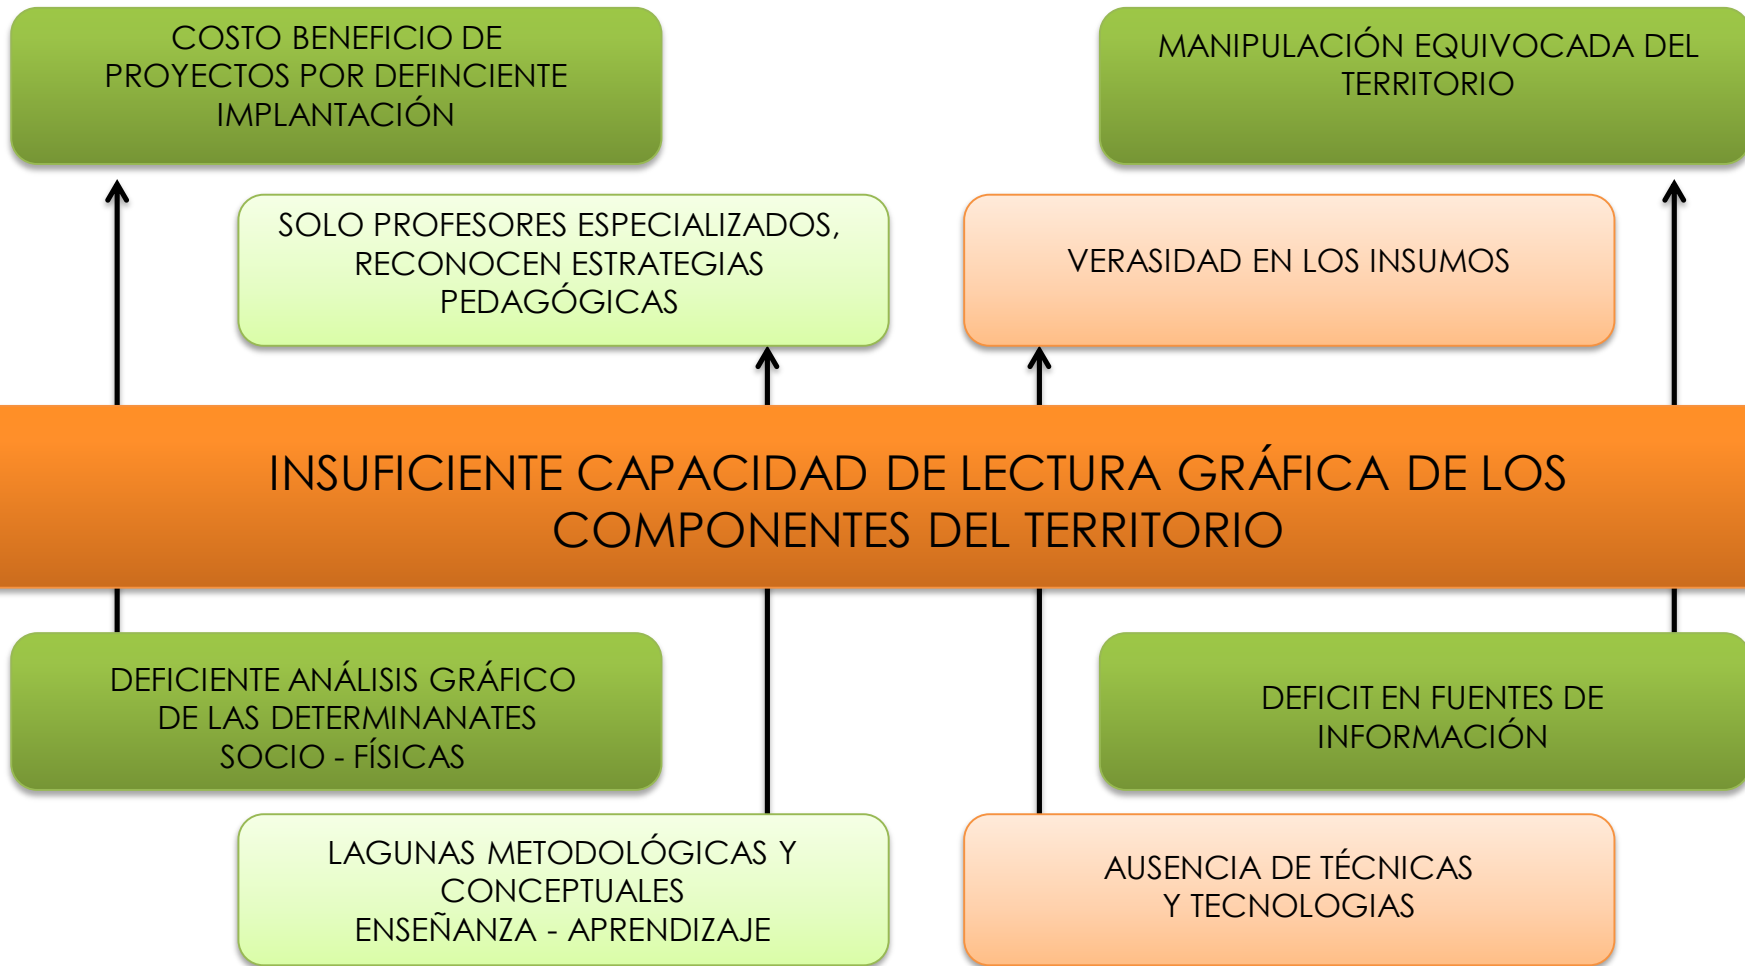 COSTO BENEFICIO DE
PROYECTOS POR DEFINCIENTE
IMPLANTACIÓN
MANIPULACIÓN EQUIVOCADA DEL
TERRITORIO
SOLO PROFESORES ESPECIALIZADOS,
RECONOCEN ESTRATEGIAS
PEDAGÓGICAS
VERASIDAD EN LOS INSUMOS
INSUFICIENTE CAPACIDAD DE LECTURA GRÁFICA DE LOS
COMPONENTES DEL TERRITORIO
DEFICIENTE ANÁLISIS GRÁFICO
DE LAS DETERMINANATES
SOCIO - FÍSICAS
DEFICIT EN FUENTES DE
INFORMACIÓN
LAGUNAS METODOLÓGICAS Y
CONCEPTUALES
ENSEÑANZA - APRENDIZAJE
AUSENCIA DE TÉCNICAS
Y TECNOLOGIAS